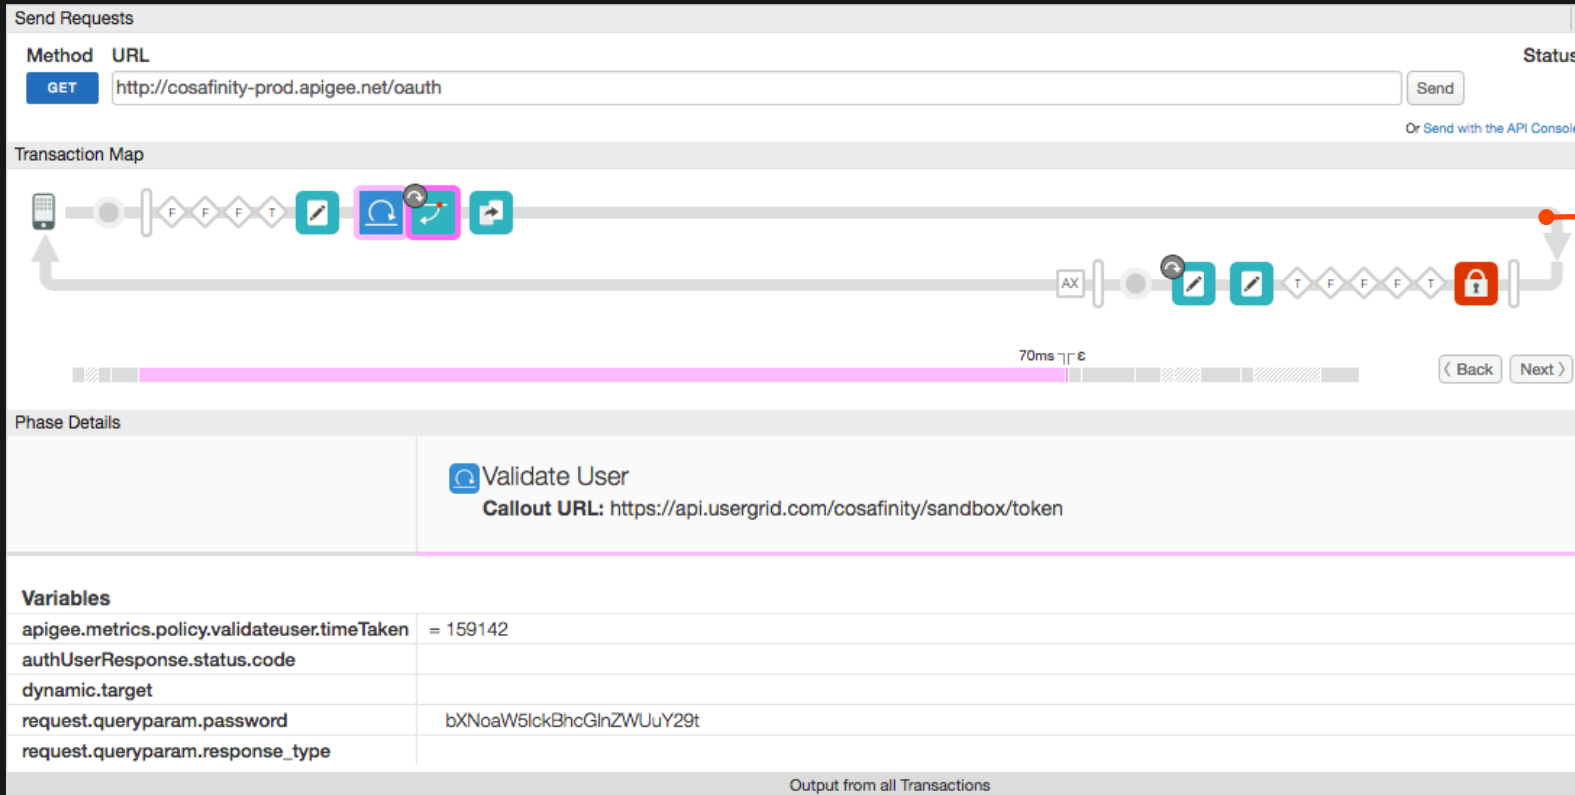 Send Requests
Method URL Status
GET http://cosafinity-prod.apigee.net/oauth Send
Or Send with the API Console
Transaction Map
F F F T
AX T F F F T
70ms ε
Back Next
Phase Details
Validate User
Callout URL: https://api.usergrid.com/cosafinity/sandbox/token
Variables
apigee.metrics.policy.validateuser.timeTaken = 159142
authUserResponse.status.code
dynamic.target
request.queryparam.password bXNoaW5lckBhcGlnZWUuY29t
request.queryparam.response_type
Output from all Transactions